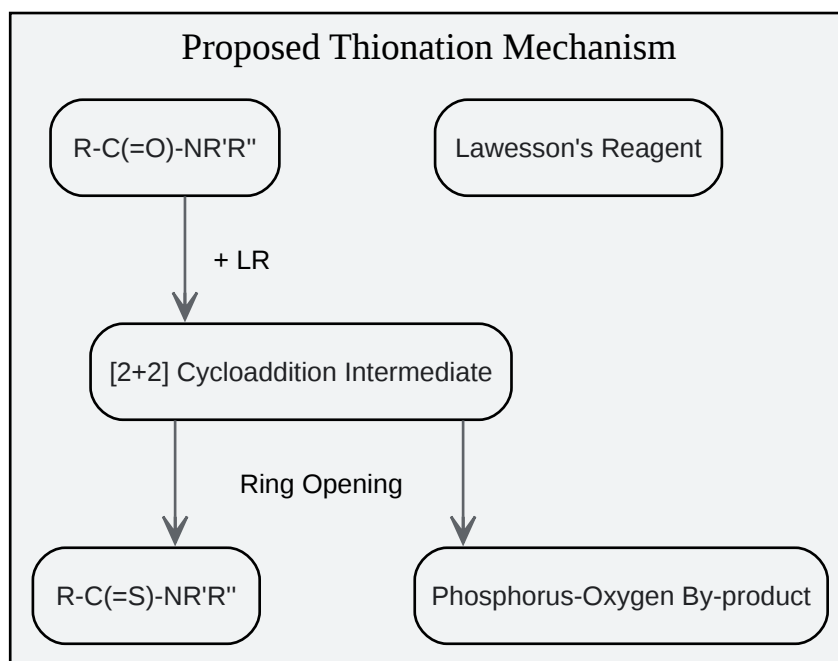 Proposed Thionation Mechanism
R-C(=O)-NR'R"
Lawesson's Reagent
+ LR
[2+2] Cycloaddition Intermediate
Ring Opening
R-C(=S)-NR'R"
Phosphorus-Oxygen By-product